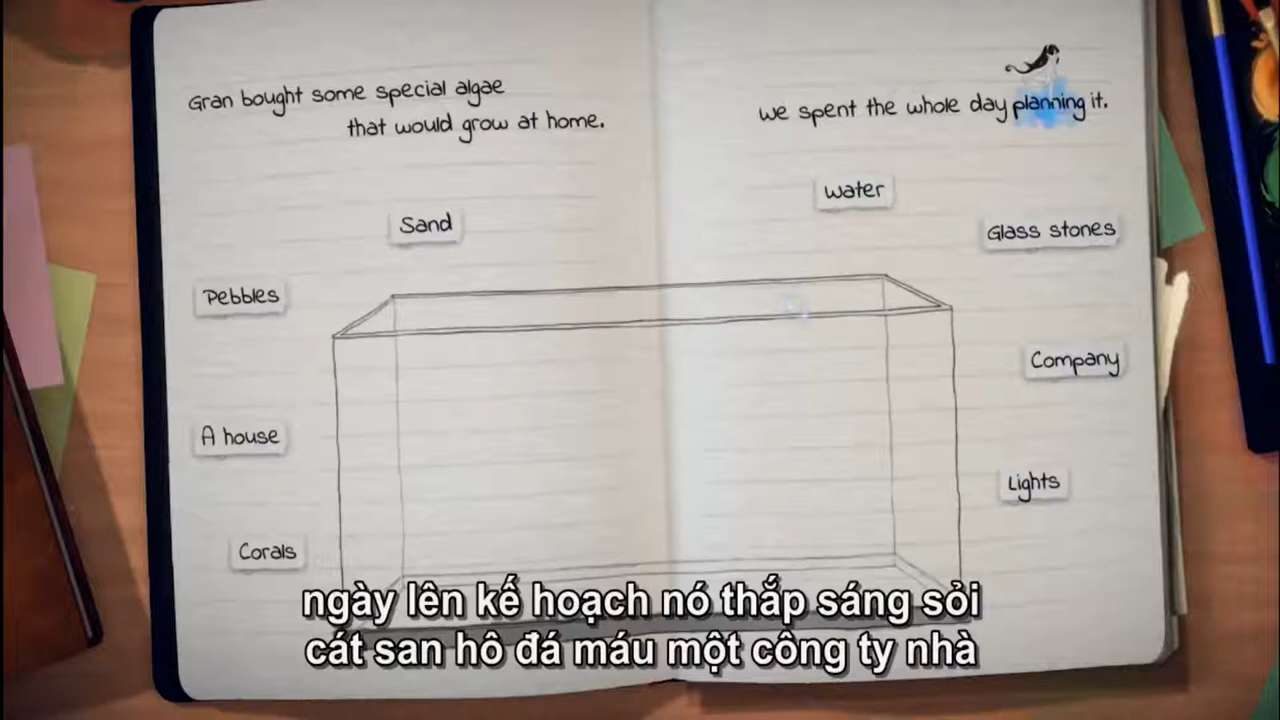 Gran bought some special algae
that would grow at home.
we spent the whole day planning it.
Sand
Water
Glass stones
Pebbles
Company
A house
Lights
Corals
ngày lên kế hoạch nó thắp sáng sỏi
cát san hô đá máu một công ty nhà